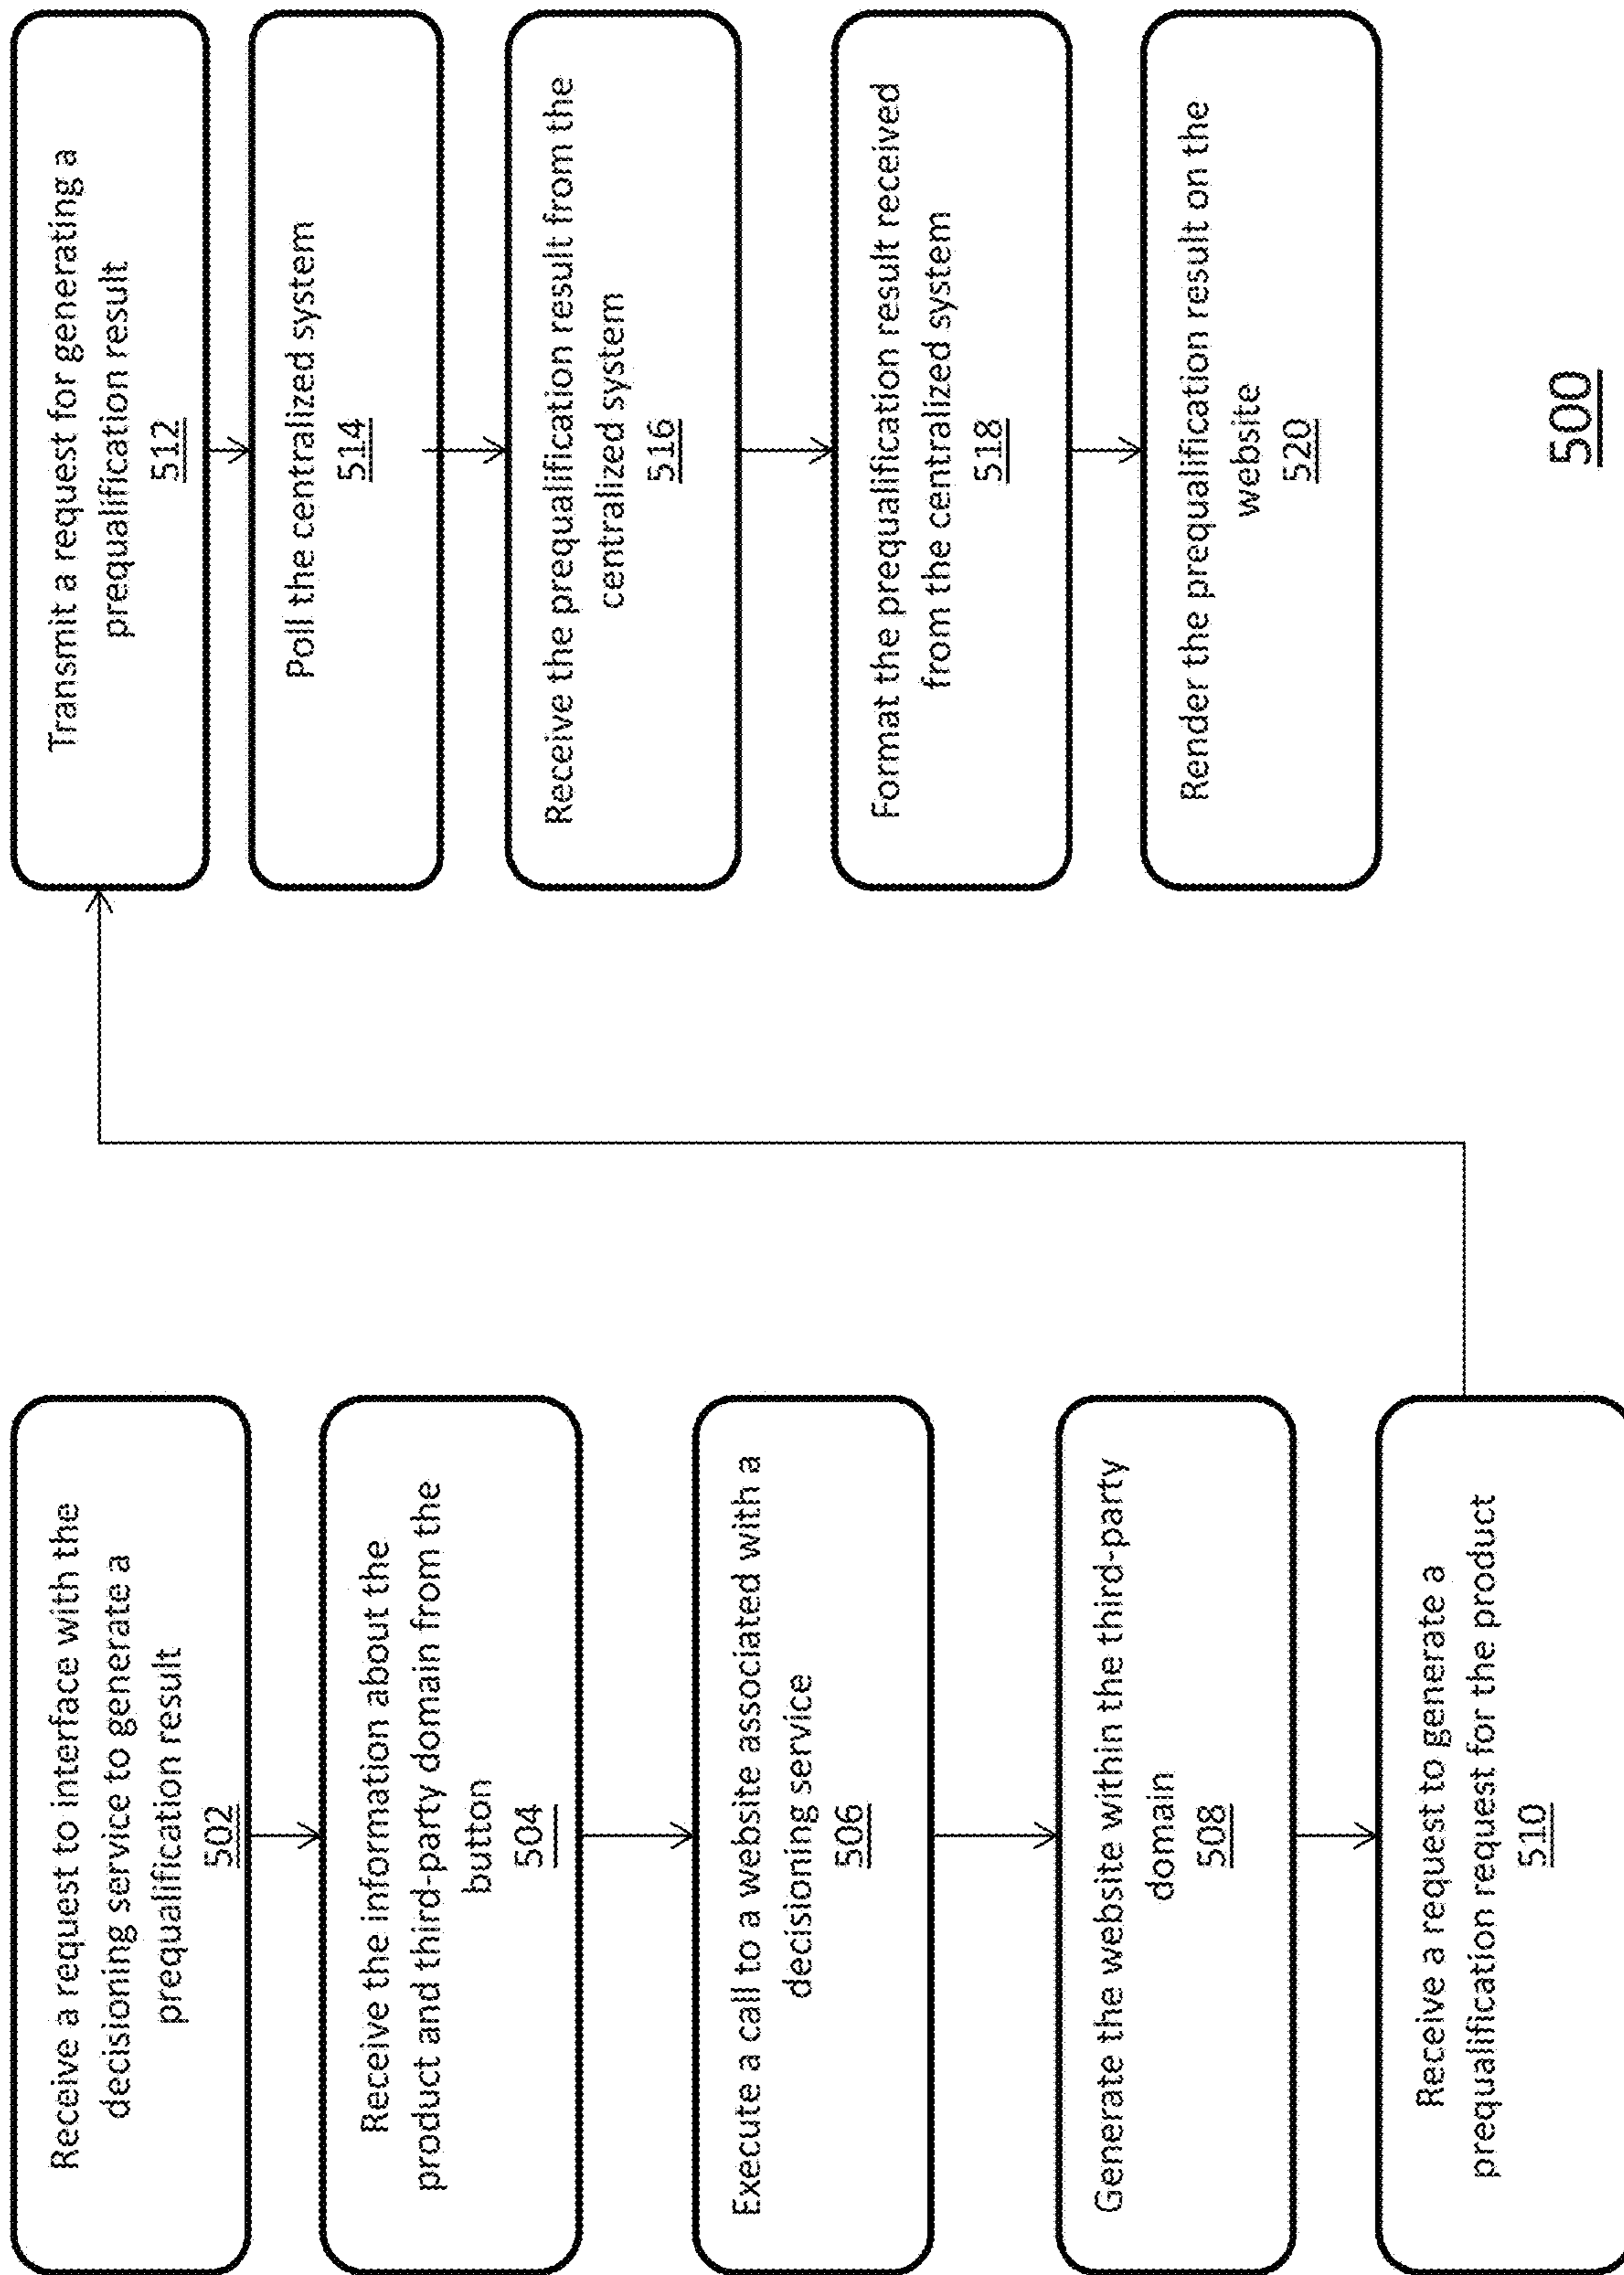 Receive a request to interface with the
decisioning service to generate a
prequalification result
502
Receive the information about the
product and third-party domain from the
button
504
Execute a call to a website associated with a
decisioning service
506
Generate the website within the third-party
domain
508
Receive a request to generate a
prequalification request for the product
510
Transmit a request for generating a
prequalification result
512
Poll the centralized system
514
Receive the prequalification result from the
centralized system
516
Format the prequalification result received
from the centralized system
518
Render the prequalification result on the
website
520
500